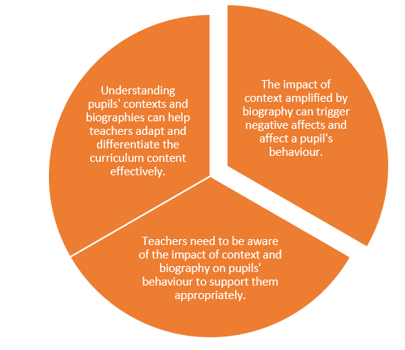 Understanding
pupils' contexts and
biographies can help
teachers adapt and
differentiate the
curriculum content
effectively.
The impact of
context amplified by
biography can trigger
negative affects and
affect a pupil's
behaviour.
Teachers need to be aware
of the impact of context and
biography on pupils'
behaviour to support them
appropriately.